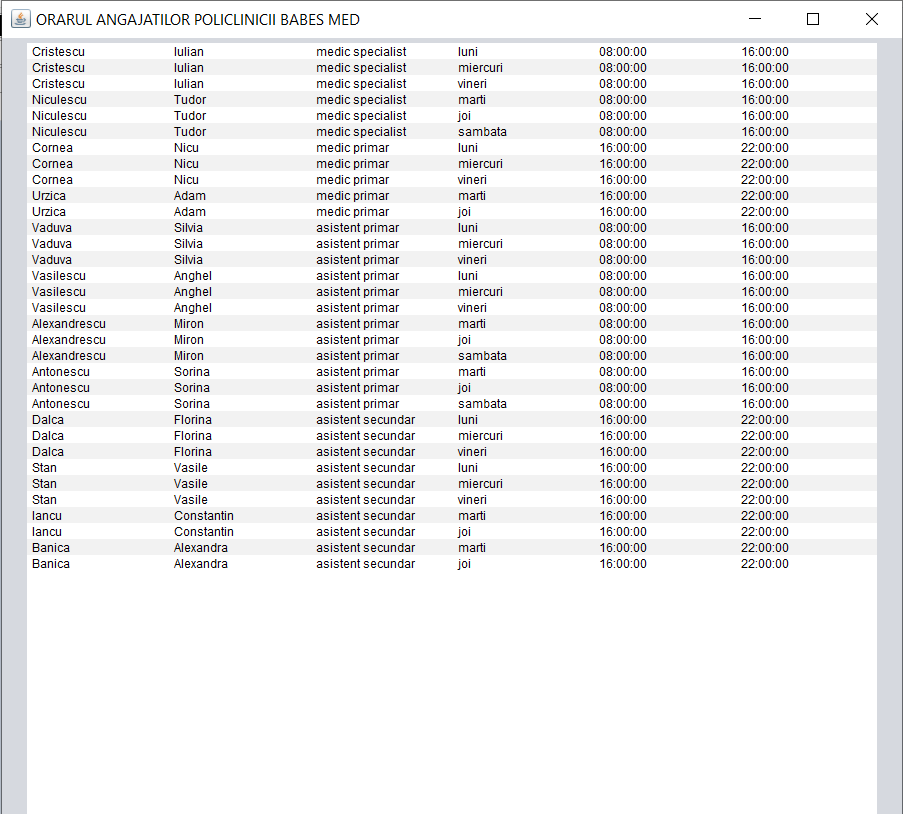 ORARUL ANGAJATILOR POLICLINICII BABES MED
Cristescu Iulian medic specialist luni 08:00:00 16:00:00
Cristescu Iulian medic specialist miercuri 08:00:00 16:00:00
Cristescu Iulian medic specialist vineri 08:00:00 16:00:00
Niculescu Tudor medic specialist marti 08:00:00 16:00:00
Niculescu Tudor medic specialist joi 08:00:00 16:00:00
Niculescu Tudor medic specialist sambata 08:00:00 16:00:00
Cornea Nicu medic primar luni 16:00:00 22:00:00
Cornea Nicu medic primar miercuri 16:00:00 22:00:00
Cornea Nicu medic primar vineri 16:00:00 22:00:00
Urzica Adam medic primar marti 16:00:00 22:00:00
Urzica Adam medic primar joi 16:00:00 22:00:00
Vaduva Silvia asistent primar luni 08:00:00 16:00:00
Vaduva Silvia asistent primar miercuri 08:00:00 16:00:00
Vaduva Silvia asistent primar vineri 08:00:00 16:00:00
Vasilescu Anghel asistent primar luni 08:00:00 16:00:00
Vasilescu Anghel asistent primar miercuri 08:00:00 16:00:00
Vasilescu Anghel asistent primar vineri 08:00:00 16:00:00
Alexandrescu Miron asistent primar marti 08:00:00 16:00:00
Alexandrescu Miron asistent primar joi 08:00:00 16:00:00
Alexandrescu Miron asistent primar sambata 08:00:00 16:00:00
Antonescu Sorina asistent primar marti 08:00:00 16:00:00
Antonescu Sorina asistent primar joi 08:00:00 16:00:00
Antonescu Sorina asistent primar sambata 08:00:00 16:00:00
Dalca Florina asistent secundar luni 16:00:00 22:00:00
Dalca Florina asistent secundar miercuri 16:00:00 22:00:00
Dalca Florina asistent secundar vineri 16:00:00 22:00:00
Stan Vasile asistent secundar luni 16:00:00 22:00:00
Stan Vasile asistent secundar miercuri 16:00:00 22:00:00
Stan Vasile asistent secundar vineri 16:00:00 22:00:00
Iancu Constantin asistent secundar marti 16:00:00 22:00:00
Iancu Constantin asistent secundar joi 16:00:00 22:00:00
Banica Alexandra asistent secundar marti 16:00:00 22:00:00
Banica Alexandra asistent secundar joi 16:00:00 22:00:00